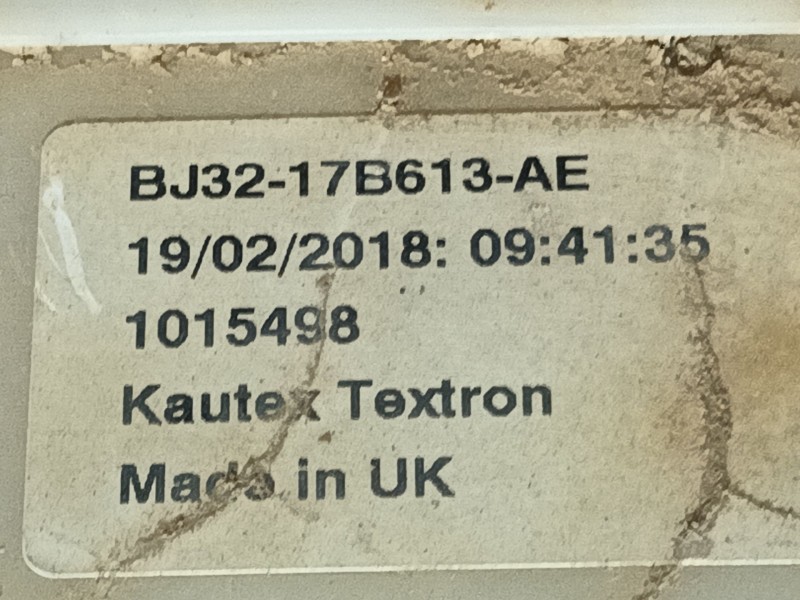 BJ32-17B613-AE
19/02/2018: 09:41:35
1015498
Kautex Textron
Made in UK